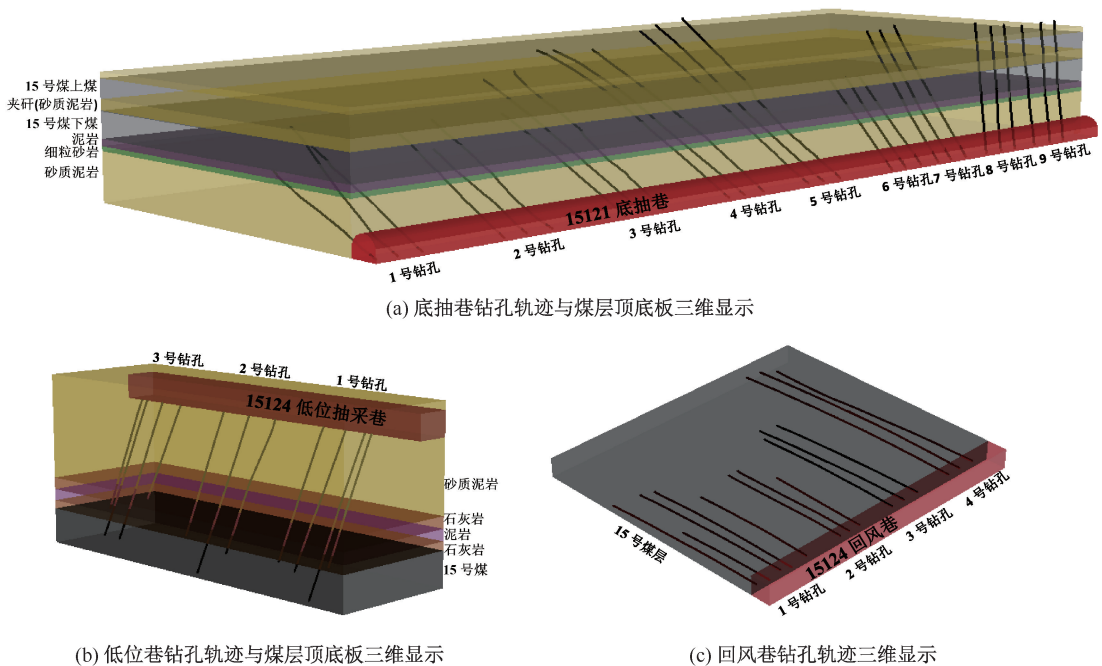 15 号煤上煤
夹矸(砂质泥岩)
15 号煤下煤
泥岩
细粒砂岩
砂质泥岩
15121 底抽巷
1 号钻孔
2 号钻孔
3 号钻孔
4 号钻孔
5 号钻孔
6 号钻孔
7 号钻孔
8 号钻孔
9 号钻孔
(a) 底抽巷钻孔轨迹与煤层顶底板三维显示
3 号钻孔
2 号钻孔
1 号钻孔
15124 低位抽采巷
砂质泥岩
石灰岩
泥岩
石灰岩
15 号煤
(b) 低位巷钻孔轨迹与煤层顶底板三维显示
15 号煤层
15124 回风巷
1 号钻孔
2 号钻孔
3 号钻孔
4 号钻孔
(c) 回风巷钻孔轨迹三维显示